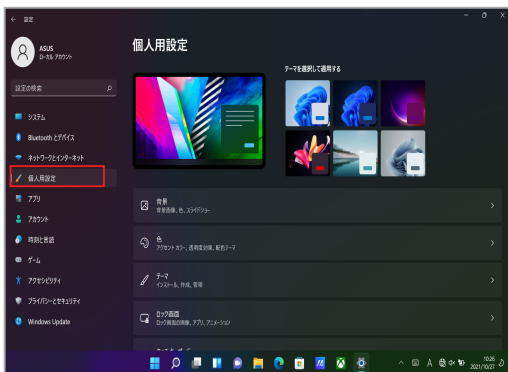 設定
ASUS
ローカル アカウント
設定の検索
システム
Bluetooth とデバイス
ネットワークとインターネット
個人用設定
アプリ
アカウント
時刻と言語
ゲーム
アクセシビリティ
プライバシーとセキュリティ
Windows Update
個人用設定
テーマを選択して適用する
背景
背景画像、色、スライドショー
色
アクセント カラー、透明度効果、配色テーマ
テーマ
インストール、作成、管理
ロック画面
ロック画面の画像、アプリ、アニメーション
A
10:26
2021/10/27